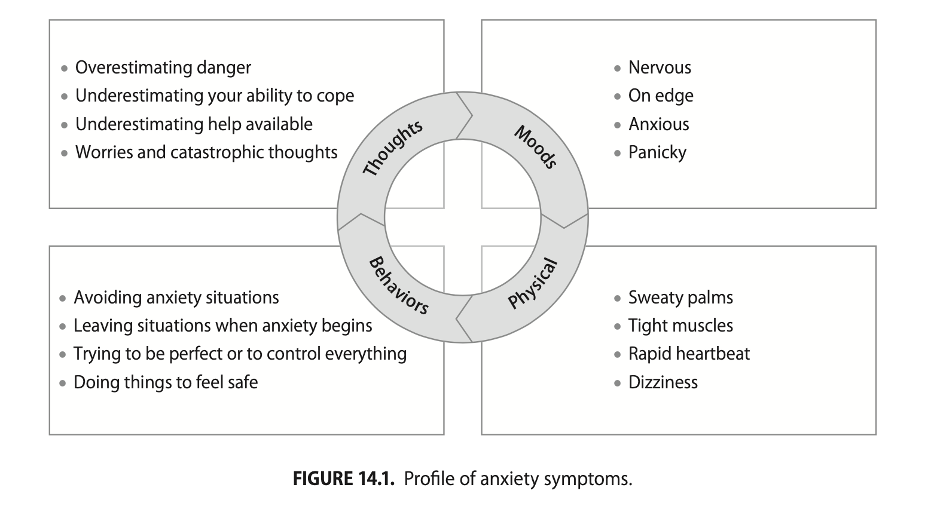 • Overestimating danger
• Underestimating your ability to cope
• Underestimating help available
• Worries and catastrophic thoughts
• Nervous
• On edge
• Anxious
• Panicky
Thoughts
Moods
Behaviors
Physical
• Avoiding anxiety situations
• Leaving situations when anxiety begins
• Trying to be perfect or to control everything
• Doing things to feel safe
• Sweaty palms
• Tight muscles
• Rapid heartbeat
• Dizziness
FIGURE 14.1. Profile of anxiety symptoms.